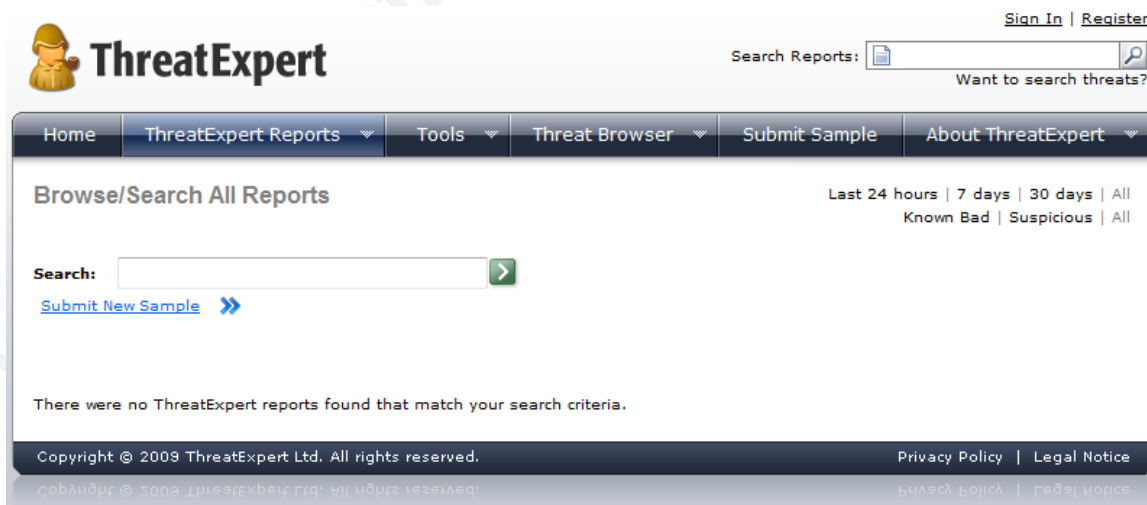 Sign In | Register
ThreatExpert
Search Reports:
Want to search threats?
Home ThreatExpert Reports Tools Threat Browser Submit Sample About ThreatExpert
Browse/Search All Reports
Last 24 hours | 7 days | 30 days | All
Known Bad | Suspicious | All
Search:
Submit New Sample
There were no ThreatExpert reports found that match your search criteria.
Copyright © 2009 ThreatExpert Ltd. All rights reserved.
Privacy Policy | Legal Notice